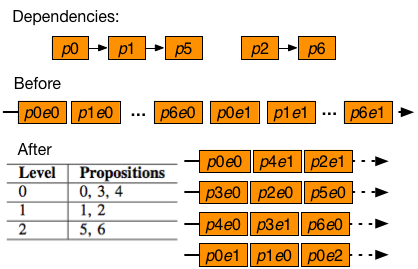 Dependencies:
p0 p1 p5 p2 p6
Before
p0e0 p1e0 ... p6e0 p0e1 p1e1 ... p6e1
After
Level Propositions
0 0, 3, 4
1 1, 2
2 5, 6
p0e0 p4e1 p2e1
p3e0 p2e0 p5e0
p4e0 p3e1 p6e0
p0e1 p1e0 p0e2